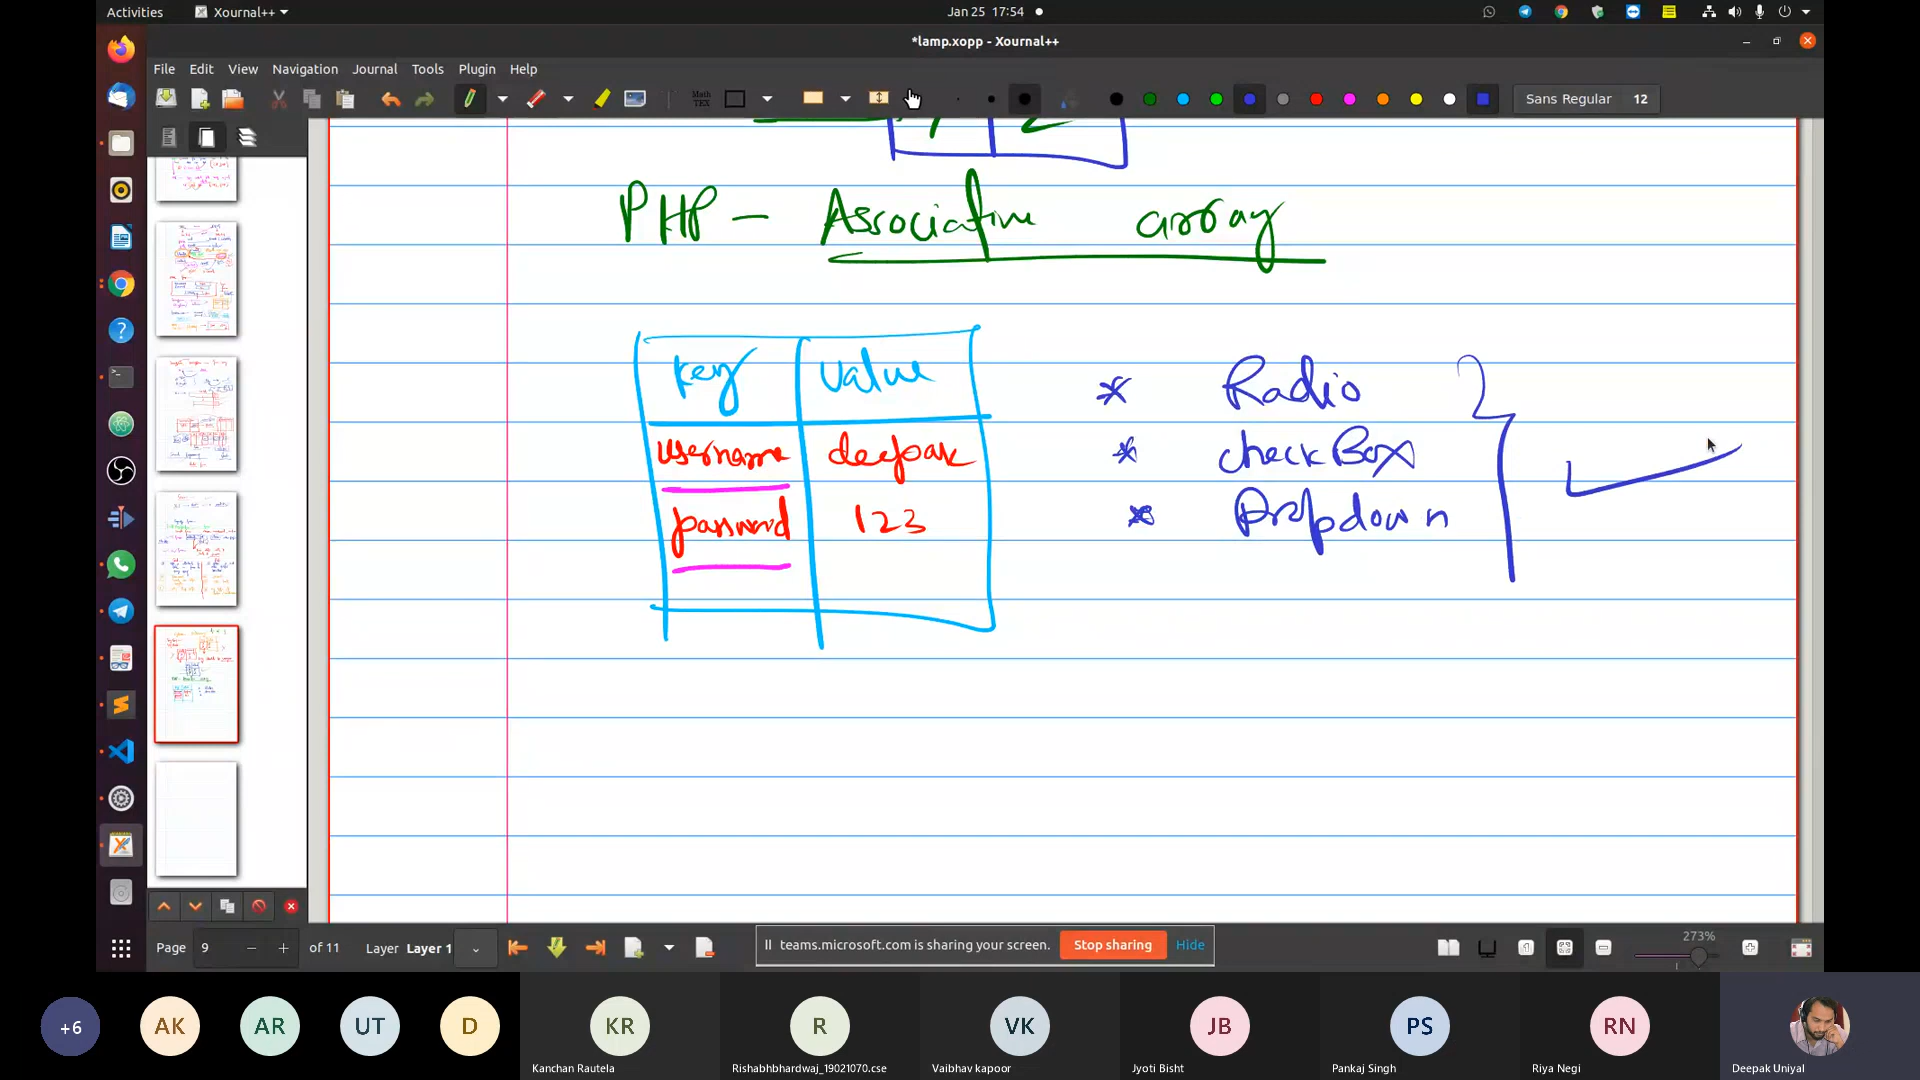 Activities
Xournal++
Jan 25 17:54
*lamp.xopp - Xournal++
File Edit View Navigation Journal Tools Plugin Help
Math TEX
Sans Regular 12
PHP - Associative array
key value
username deepak
password 123
* Radio
* checkBox
* Dropdown
Page 9 of 11 Layer Layer 1
teams.microsoft.com is sharing your screen. Stop sharing Hide
273%
+6 AK AR UT D KR R VK JB PS RN
Kanchan Rautela
Rishabhbhardwaj_19021070.cse
Vaibhav kapoor
Jyoti Bisht
Pankaj Singh
Riya Negi
Deepak Uniyal